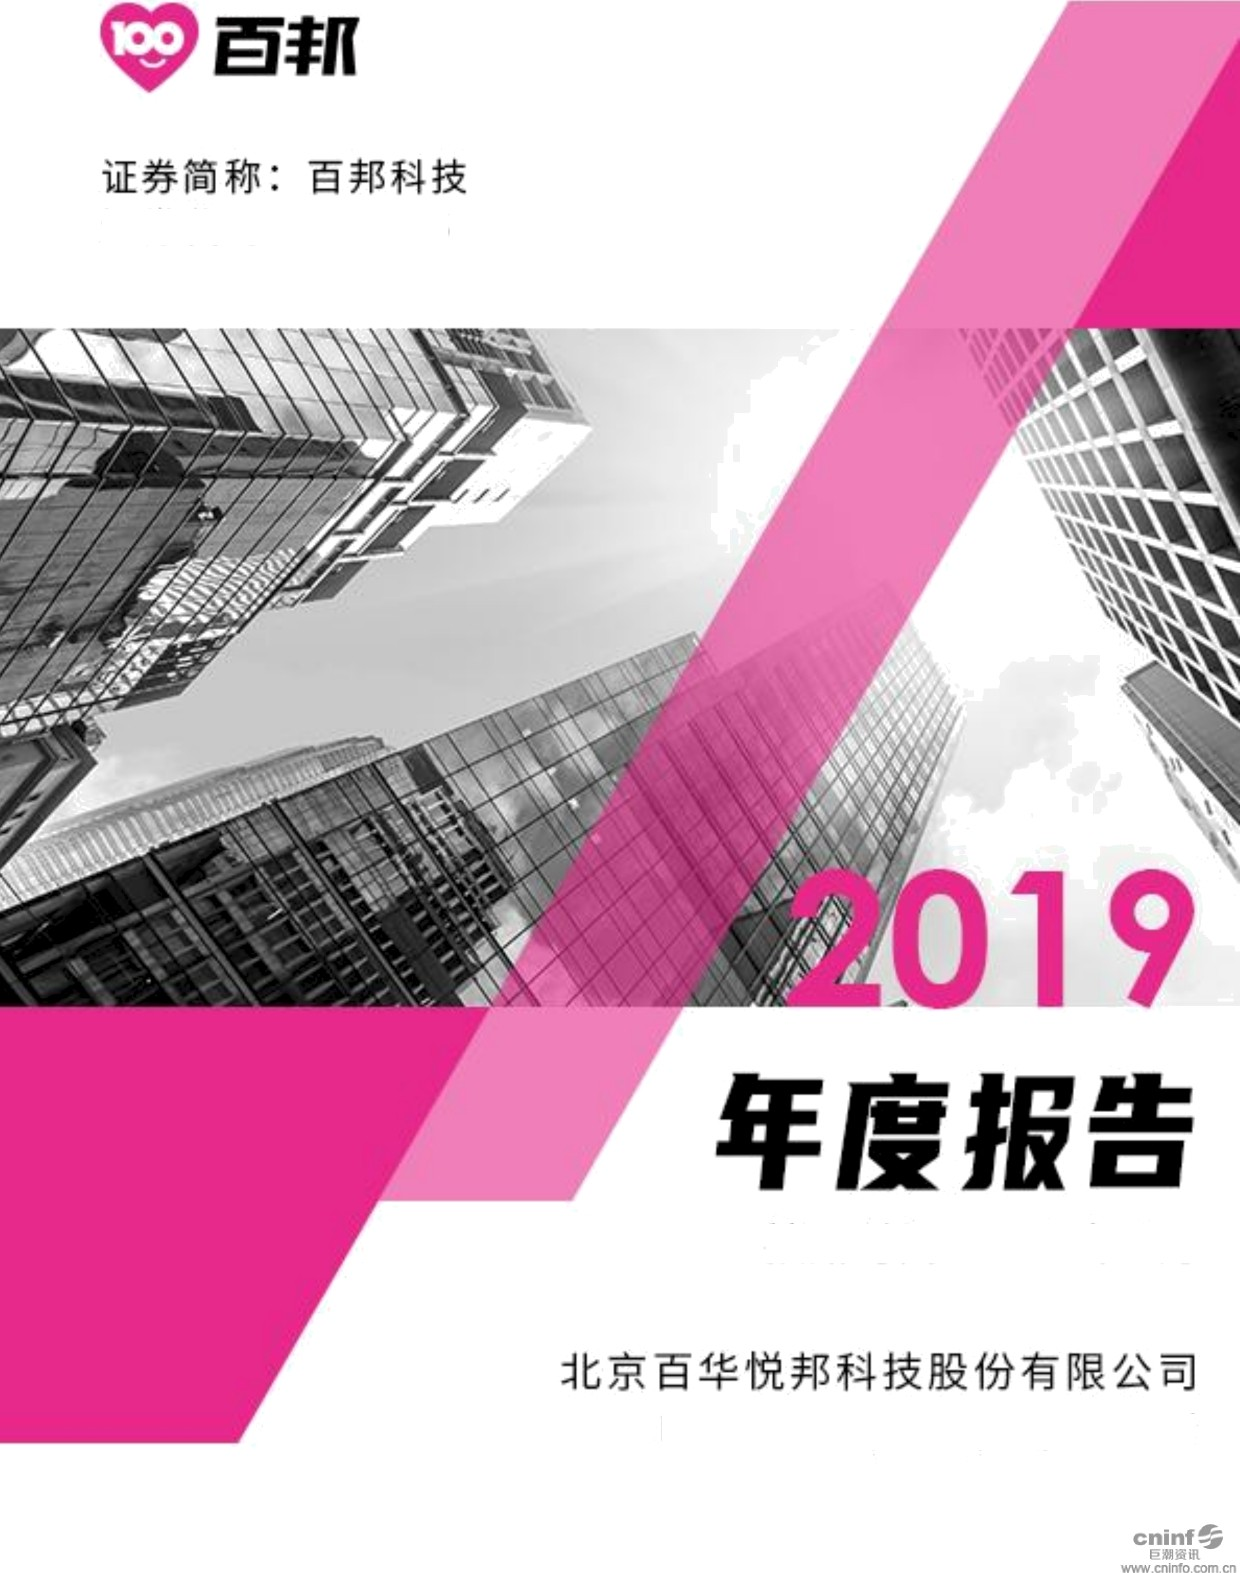 100 百邦
证券简称：百邦科技
2019
年度报告
北京百华悦邦科技股份有限公司
cninf
巨潮资讯
www.cninfo.com.cn